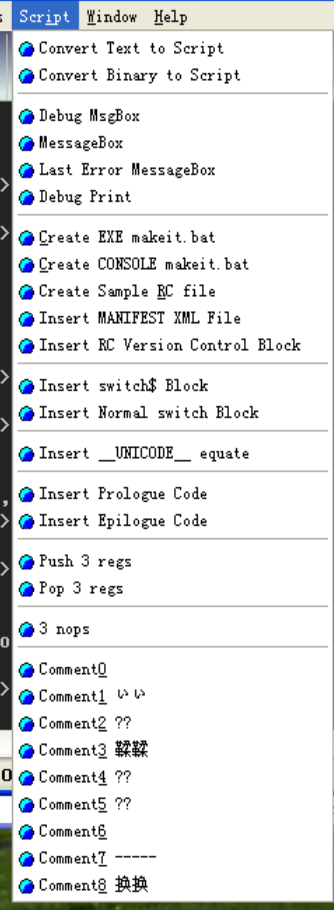 Script Window Help
Convert Text to Script
Convert Binary to Script
Debug MsgBox
MessageBox
Last Error MessageBox
Debug Print
Create EXE makeit.bat
Create CONSOLE makeit.bat
Create Sample RC file
Insert MANIFEST XML File
Insert RC Version Control Block
Insert switch$ Block
Insert Normal switch Block
Insert __UNICODE__ equate
Insert Prologue Code
Insert Epilogue Code
Push 3 regs
Pop 3 regs
3 nops
Comment0
Comment1 いい
Comment2 ??
Comment3 鞣鞣
Comment4 ??
Comment5 ??
Comment6
Comment7 -----
Comment8 换换